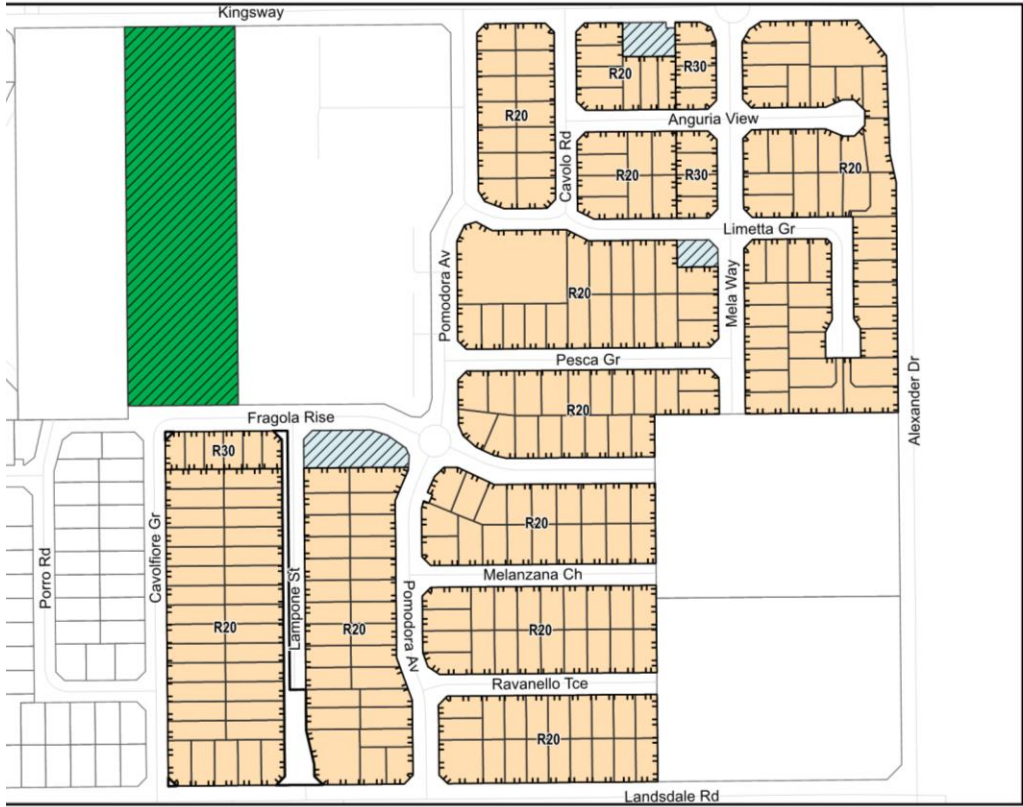 Kingsway
R20
R30
R20
Anguria View
Cavolo Rd
R20
R30
R20
Limetta Gr
Pomodora Av
R20
Mela Way
Pesca Gr
R20
Alexander Dr
Fragola Rise
R30
R20
Porro Rd
Cavolfiore Gr
Lampone St
Melanzana Ch
Pomodora Av
R20
R20
R20
Ravanello Tce
R20
Landsdale Rd